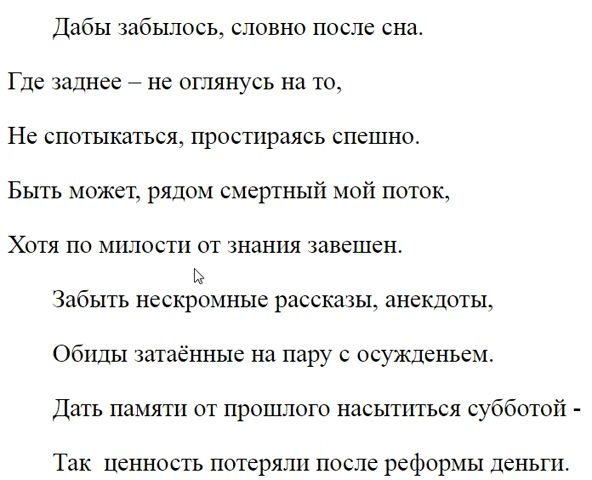 Дабы забылось, словно после сна.
Где заднее – не оглянусь на то,
Не спотыкаться, простираясь спешно.
Быть может, рядом смертный мой поток,
Хотя по милости от знания завешен.
Забыть нескромные рассказы, анекдоты,
Обиды затаённые на пару с осужденьем.
Дать памяти от прошлого насытиться субботой -
Так  ценность потеряли после реформы деньги.